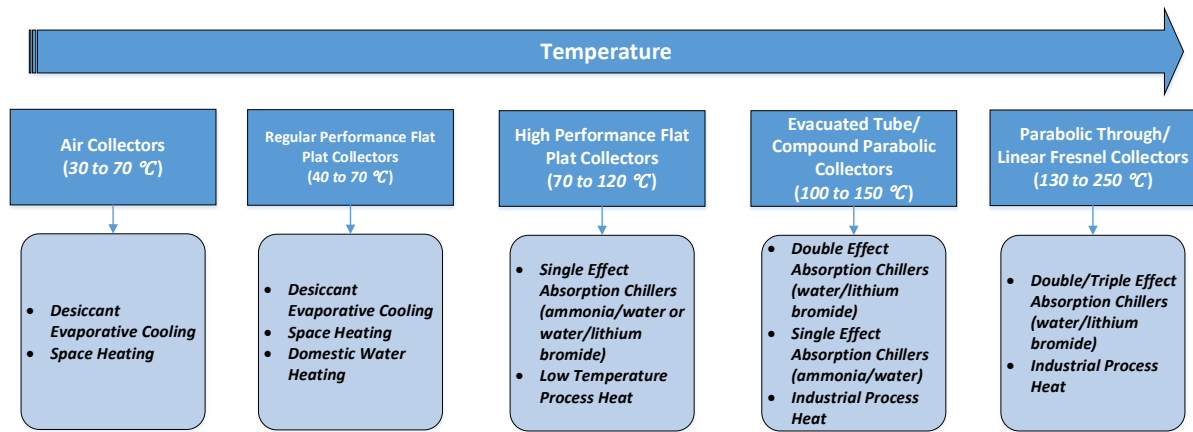 Temperature
Air Collectors
(30 to 70 ℃)
Regular Performance Flat
Plat Collectors
(40 to 70 ℃)
High Performance Flat
Plat Collectors
(70 to 120 ℃)
Evacuated Tube/
Compound Parabolic
Collectors
(100 to 150 ℃)
Parabolic Through/
Linear Fresnel Collectors
(130 to 250 ℃)
• Desiccant
Evaporative Cooling
• Space Heating
• Desiccant
Evaporative Cooling
• Space Heating
• Domestic Water
Heating
• Single Effect
Absorption Chillers
(ammonia/water or
water/lithium
bromide)
• Low Temperature
Process Heat
• Double Effect
Absorption Chillers
(water/lithium
bromide)
• Single Effect
Absorption Chillers
(ammonia/water)
• Industrial Process
Heat
• Double/Triple Effect
Absorption Chillers
(water/lithium
bromide)
• Industrial Process
Heat